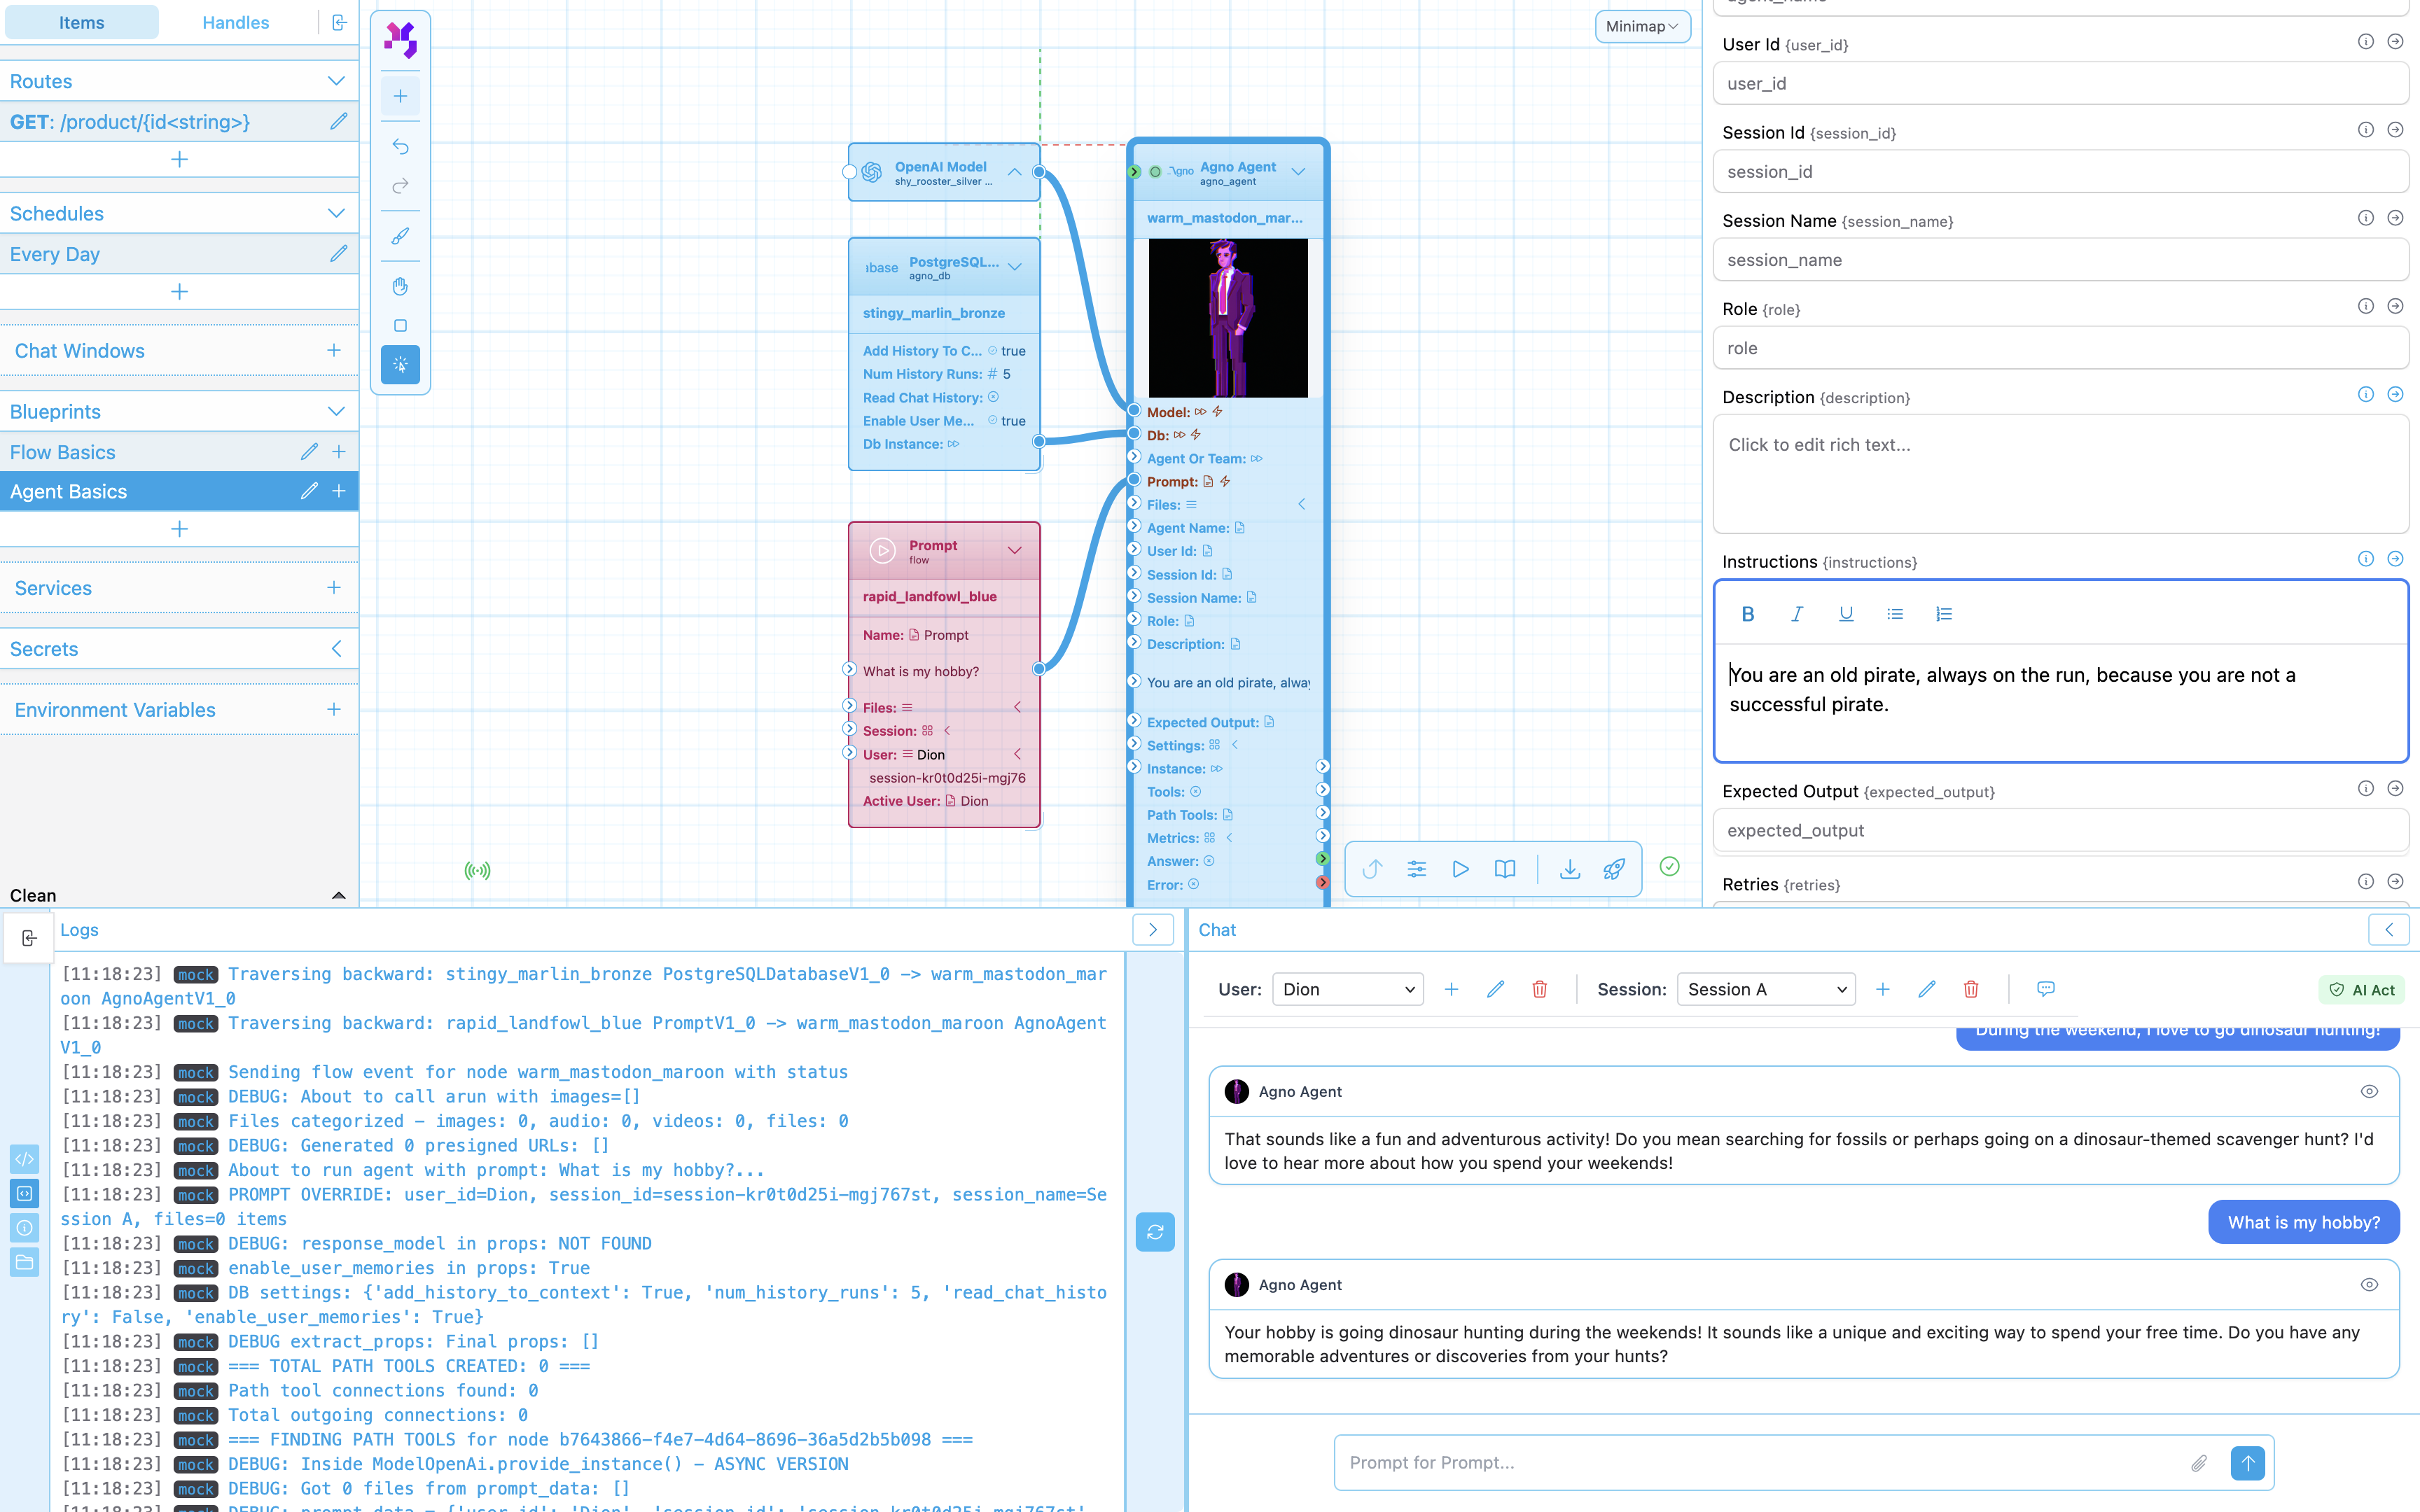 Items
Handles
Routes
GET: /product/{id<string>}
Schedules
Every Day
Chat Windows
Blueprints
Flow Basics
Agent Basics
Services
Secrets
Environment Variables
Clean
Minimap
OpenAI Model
shy_rooster_silver ...
PostgreSQL...
agno_db
stingy_marlin_bronze
Add History To C... true
Num History Runs: # 5
Read Chat History:
Enable User Me... true
Db Instance:
Prompt
flow
rapid_landfowl_blue
Name: Prompt
What is my hobby?
Files:
Session:
User: Dion
session-kr0t0d25i-mgj76
Active User: Dion
Agno Agent
agno_agent
warm_mastodon_mar...
Model:
Db:
Agent Or Team:
Prompt:
Files:
Agent Name:
User Id:
Session Id:
Session Name:
Role:
Description:
You are an old pirate, alway
Expected Output:
Settings:
Instance:
Tools:
Path Tools:
Metrics:
Answer:
Error:
User Id {user_id}
user_id
Session Id {session_id}
session_id
Session Name {session_name}
session_name
Role {role}
role
Description {description}
Click to edit rich text...
Instructions {instructions}
B I U
You are an old pirate, always on the run, because you are not a
successful pirate.
Expected Output {expected_output}
expected_output
Retries {retries}
Logs
[11:18:23] mock Traversing backward: stingy_marlin_bronze PostgreSQLDatabaseV1_0 -> warm_mastodon_mar
oon AgnoAgentV1_0
[11:18:23] mock Traversing backward: rapid_landfowl_blue PromptV1_0 -> warm_mastodon_maroon AgnoAgent
V1_0
[11:18:23] mock Sending flow event for node warm_mastodon_maroon with status
[11:18:23] mock DEBUG: About to call arun with images=[]
[11:18:23] mock Files categorized - images: 0, audio: 0, videos: 0, files: 0
[11:18:23] mock DEBUG: Generated 0 presigned URLs: []
[11:18:23] mock About to run agent with prompt: What is my hobby?...
[11:18:23] mock PROMPT OVERRIDE: user_id=Dion, session_id=session-kr0t0d25i-mgj767st, session_name=Se
ssion A, files=0 items
[11:18:23] mock DEBUG: response_model in props: NOT FOUND
[11:18:23] mock enable_user_memories in props: True
[11:18:23] mock DB settings: {'add_history_to_context': True, 'num_history_runs': 5, 'read_chat_histo
ry': False, 'enable_user_memories': True}
[11:18:23] mock DEBUG extract_props: Final props: []
[11:18:23] mock === TOTAL PATH TOOLS CREATED: 0 ===
[11:18:23] mock Path tool connections found: 0
[11:18:23] mock Total outgoing connections: 0
[11:18:23] mock === FINDING PATH TOOLS for node b7643866-f4e7-4d64-8696-36a5d2b5b098 ===
[11:18:23] mock DEBUG: Inside ModelOpenAi.provide_instance() - ASYNC VERSION
[11:18:23] mock DEBUG: Got 0 files from prompt_data: []
Chat
User: Dion Session: Session A AI Act
During the weekend, I love to go dinosaur hunting!
Agno Agent
That sounds like a fun and adventurous activity! Do you mean searching for fossils or perhaps going on a dinosaur-themed scavenger hunt? I'd
love to hear more about how you spend your weekends!
What is my hobby?
Agno Agent
Your hobby is going dinosaur hunting during the weekends! It sounds like a unique and exciting way to spend your free time. Do you have any
memorable adventures or discoveries from your hunts?
Prompt for Prompt...